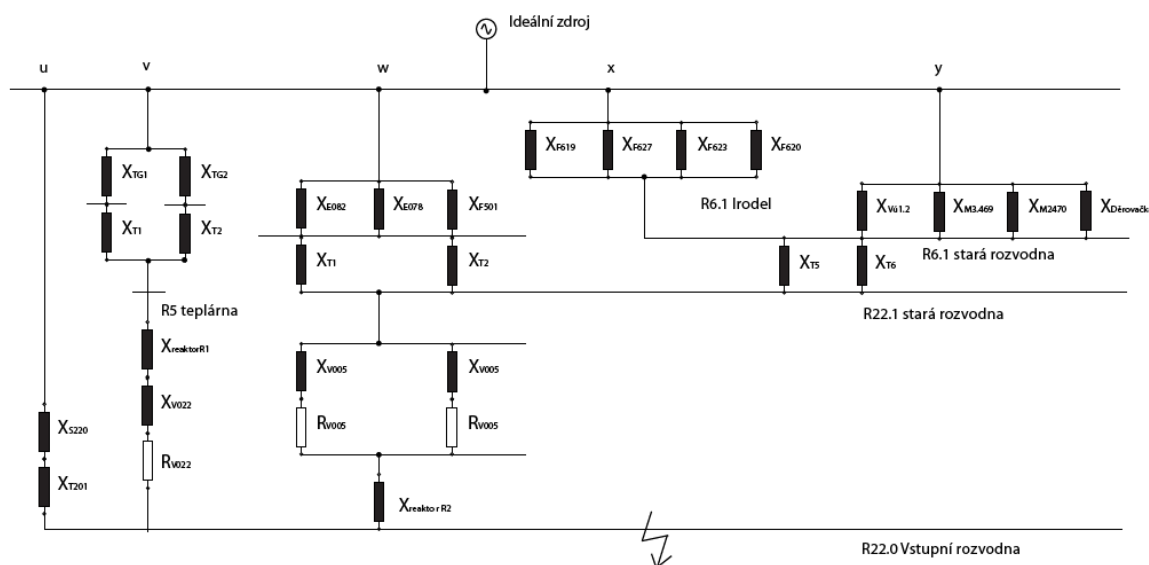 Ideální zdroj
u
v
w
x
y
XTG1
XTG2
XT1
XT2
R5 teplárna
XreaktorR1
XV022
RV022
XS220
XT201
XE082
XE078
XF501
XT1
XT2
XV005
XV005
RV005
RV005
Xreakto r R2
XF619
XF627
XF623
XF620
R6.1 Irodel
XVú1.2
XM3.469
XM2470
XDěrovačk
XT5
XT6
R6.1 stará rozvodna
R22.1 stará rozvodna
R22.0 Vstupní rozvodna